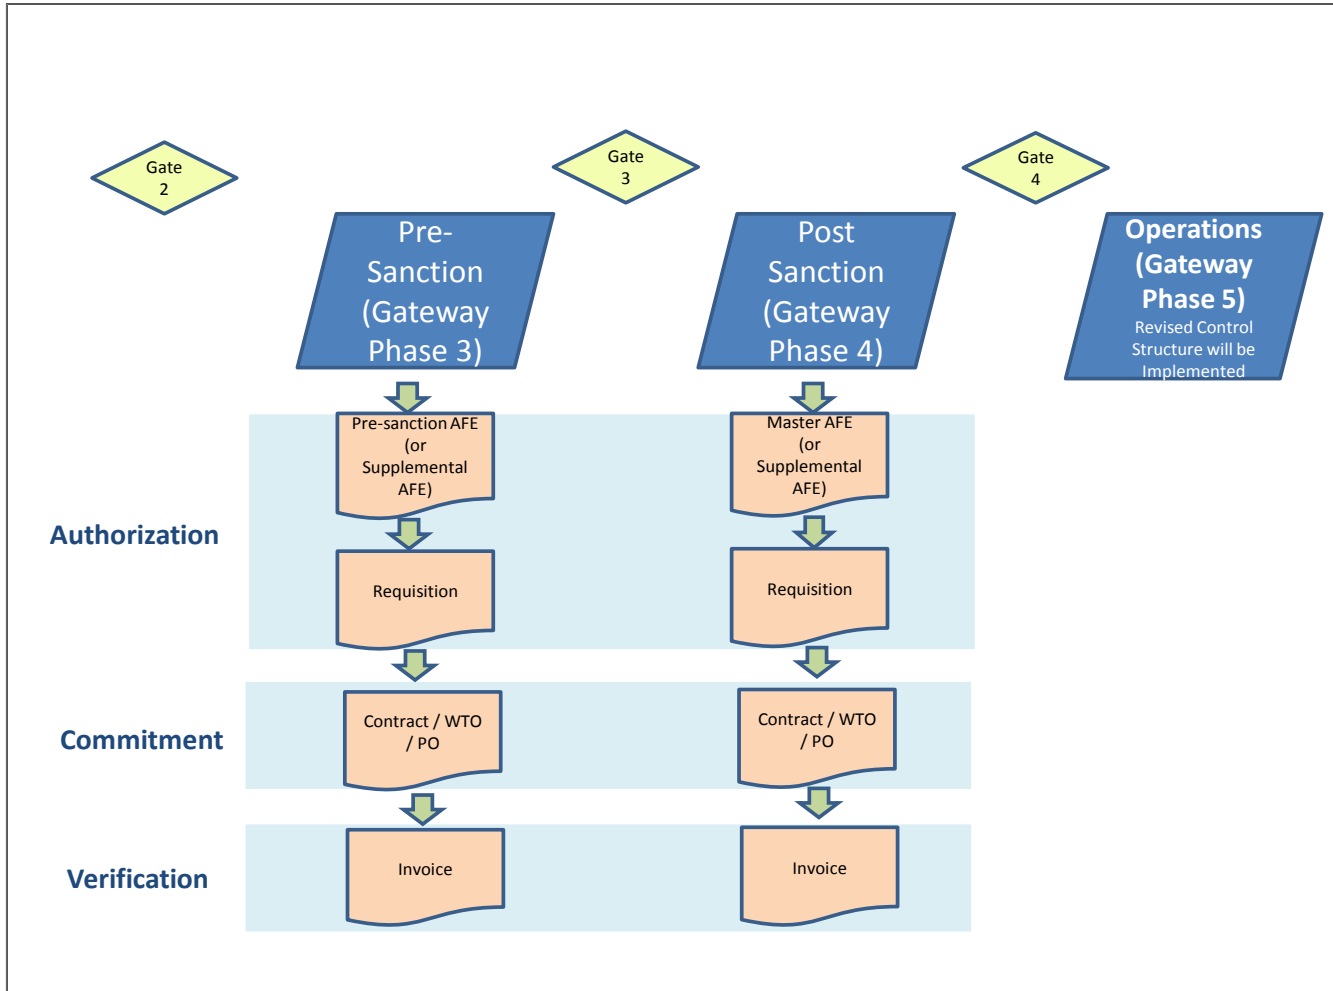 Gate
2
Gate
3
Gate
4
Pre-
Sanction
(Gateway
Phase 3)
Post
Sanction
(Gateway
Phase 4)
Operations
(Gateway
Phase 5)
Revised Control
Structure will be
Implemented
Authorization
Pre-sanction AFE
(or
Supplemental
AFE)
Master AFE
(or
Supplemental
AFE)
Requisition
Requisition
Commitment
Contract / WTO
/ PO
Contract / WTO
/ PO
Verification
Invoice
Invoice